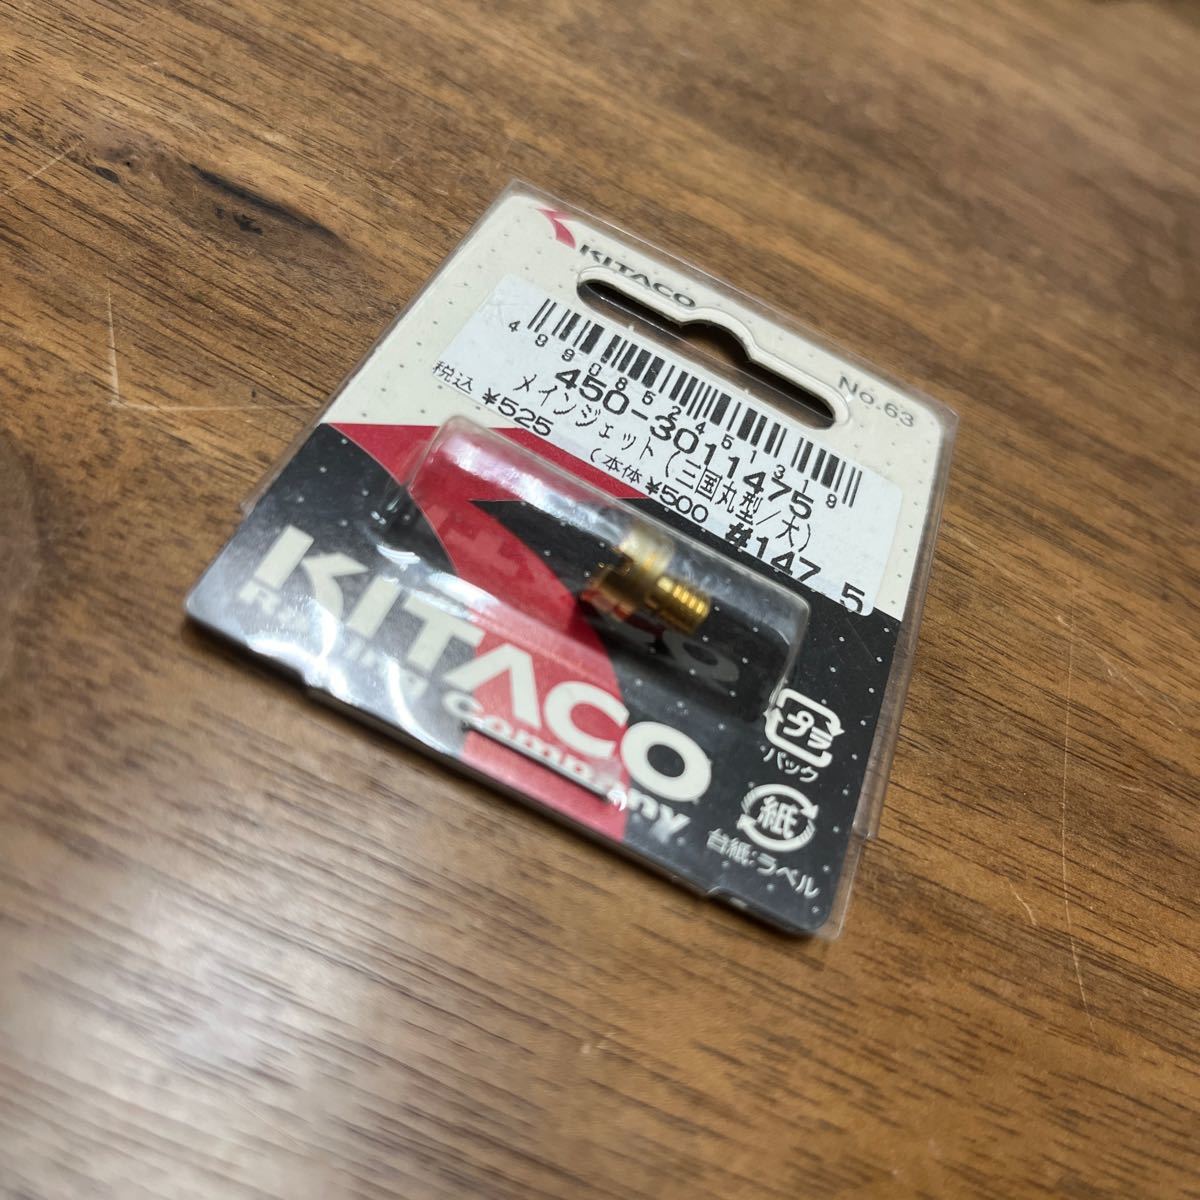 KITACO
No.63
4990852451319
450-3011475
メインジェット(三国丸型/大)
税込 ¥525 (本体 ¥500 #147.5
KITACO
RACING Company
プラ
パック
紙
台紙:ラベル